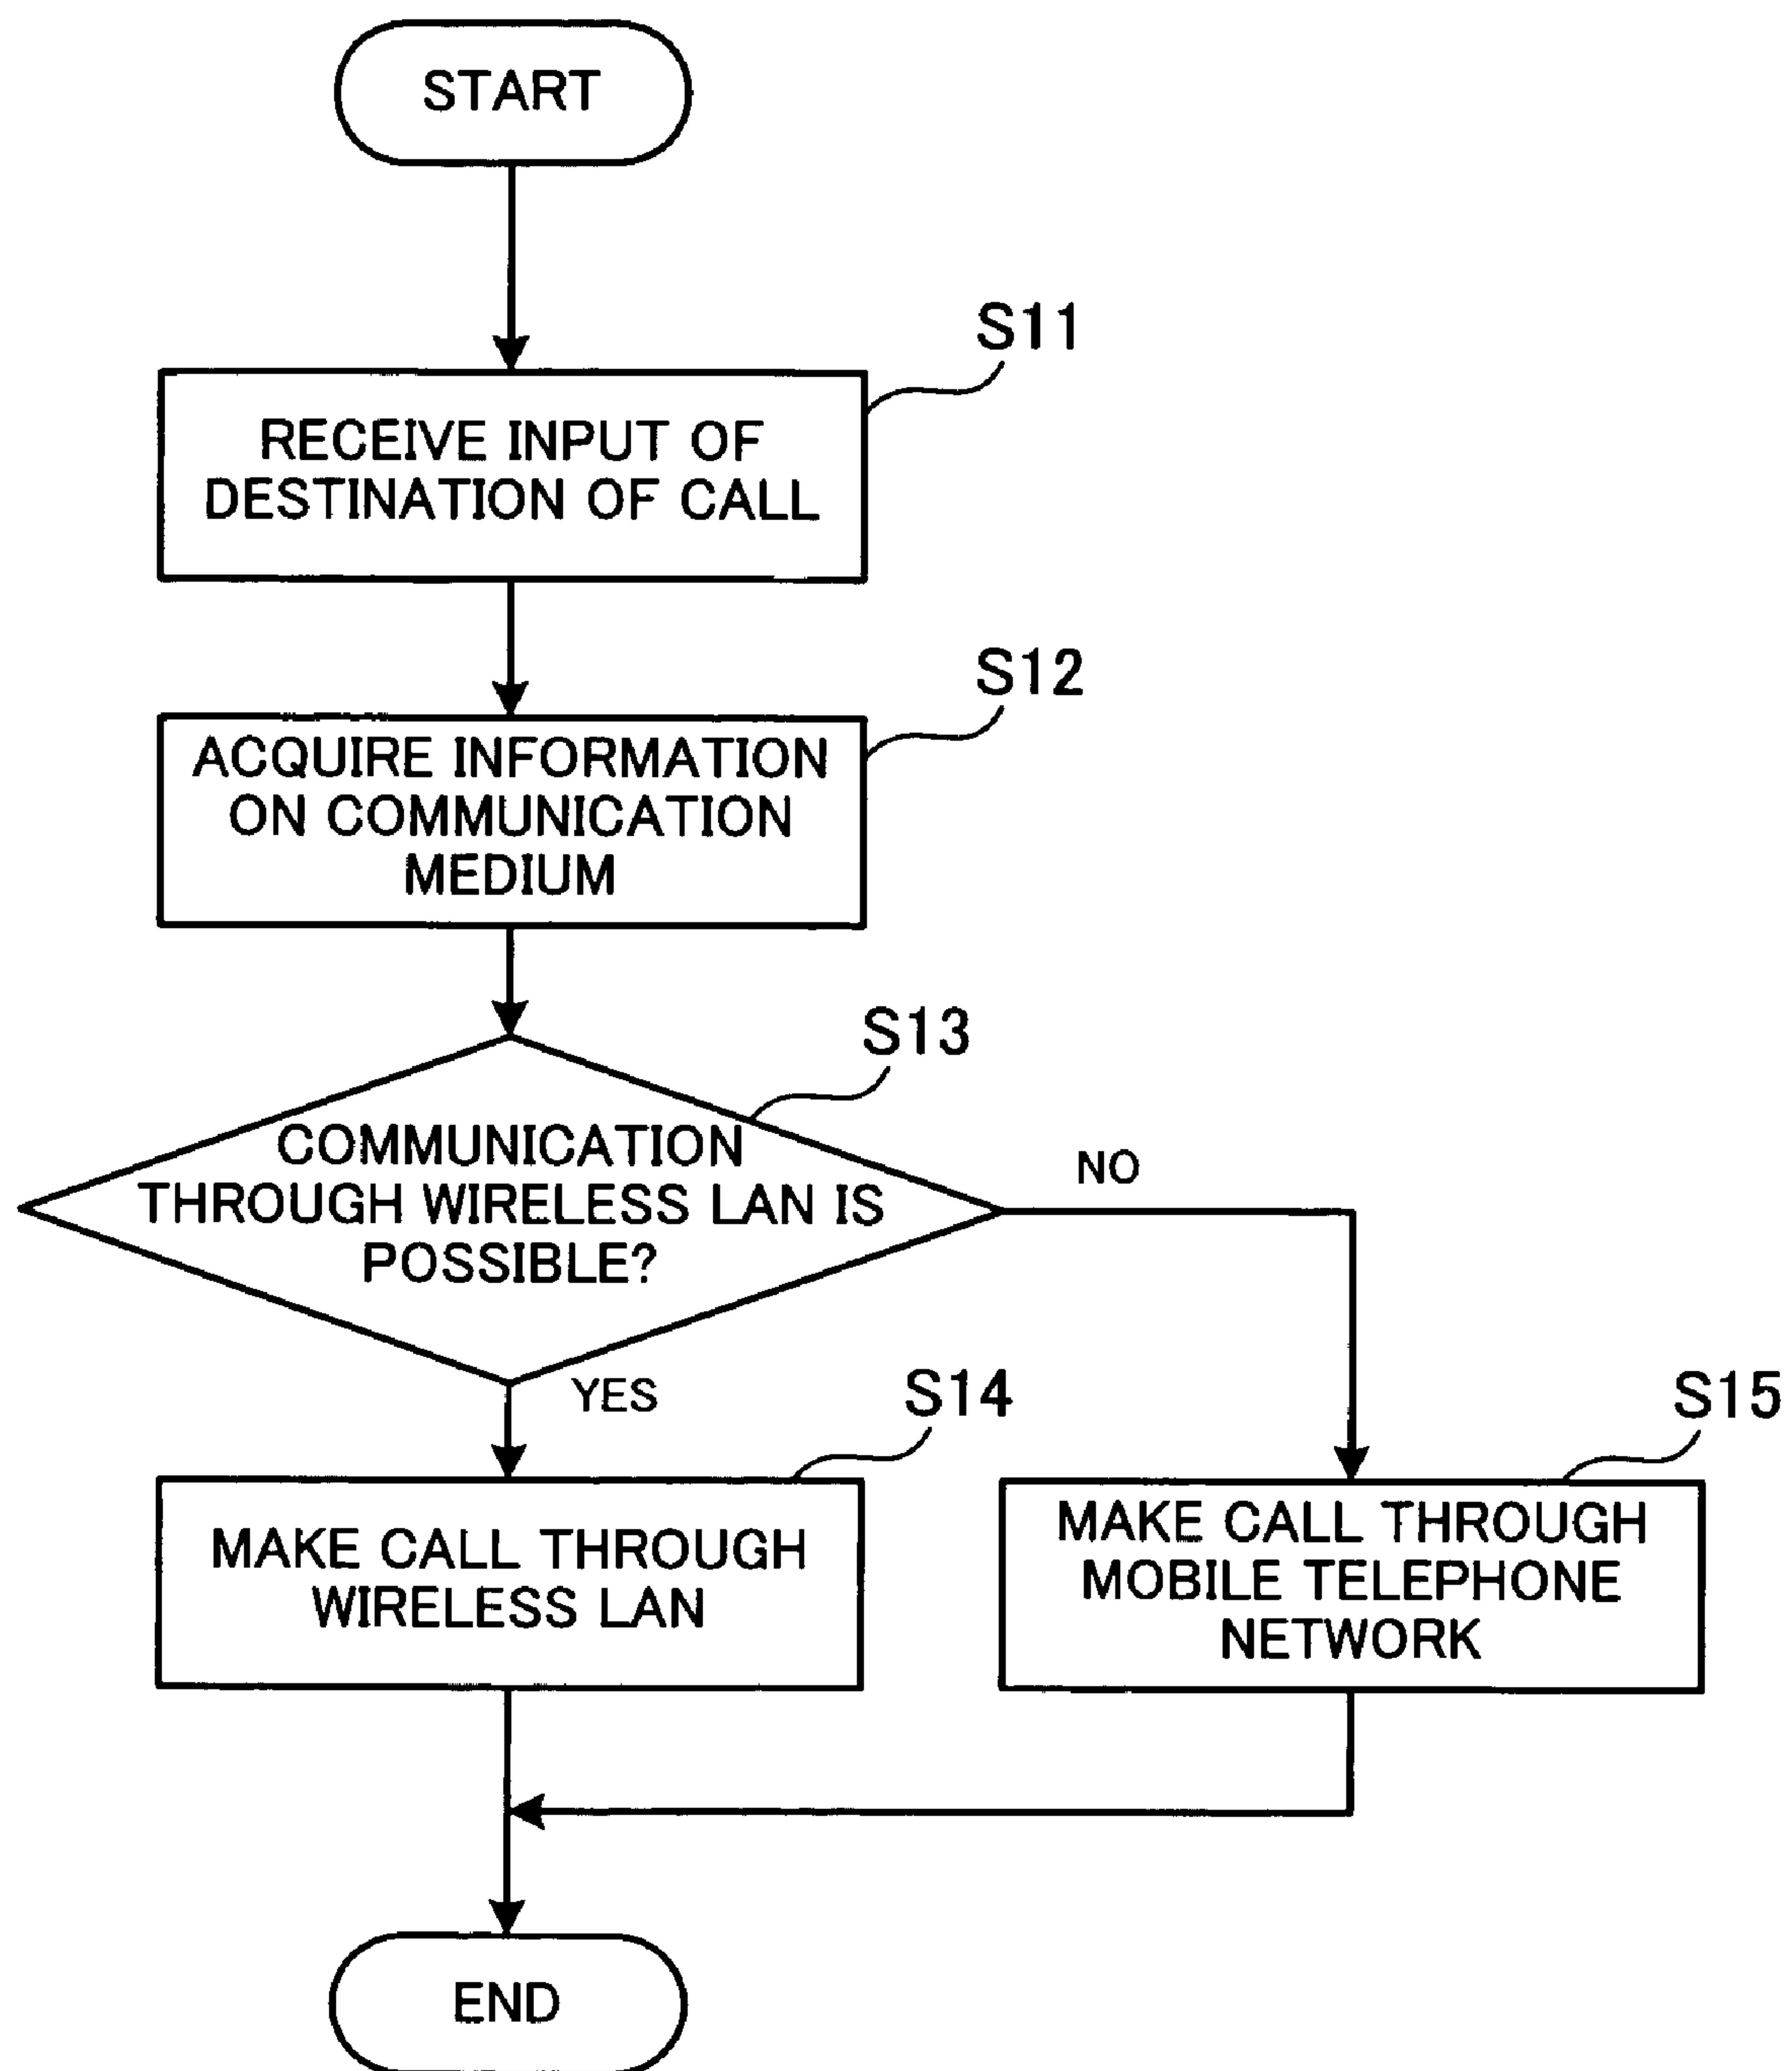 START
S11
RECEIVE INPUT OF
DESTINATION OF CALL
S12
ACQUIRE INFORMATION
ON COMMUNICATION
MEDIUM
S13
COMMUNICATION
THROUGH WIRELESS LAN IS
POSSIBLE?
NO
YES
S14
MAKE CALL THROUGH
WIRELESS LAN
S15
MAKE CALL THROUGH
MOBILE TELEPHONE
NETWORK
END